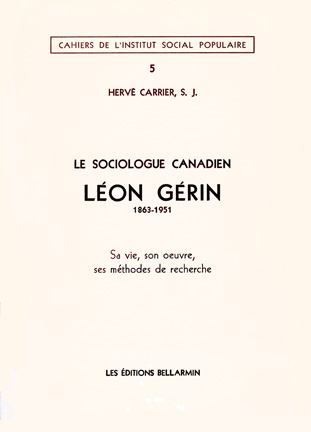 CAHIERS DE L'INSTITUT SOCIAL POPULAIRE
5
HERVÉ CARRIER, S. J.
LE SOCIOLOGUE CANADIEN
LÉON GÉRIN
1863-1951
Sa vie, son oeuvre,
ses méthodes de recherche
LES ÉDITIONS BELLARMIN